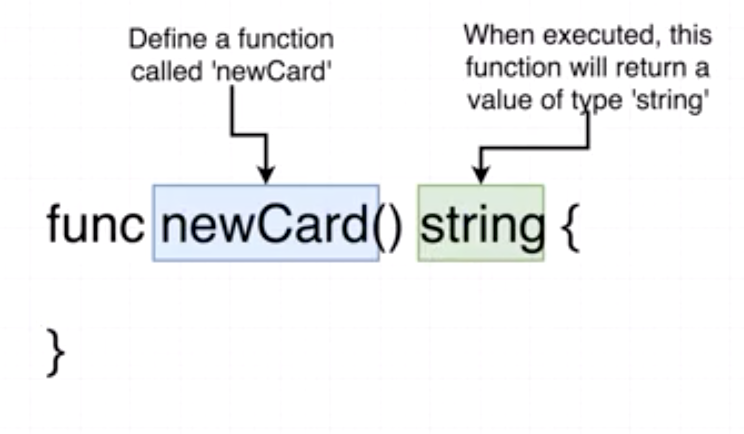 Define a function
called 'newCard'
When executed, this
function will return a
value of type 'string'
func newCard() string {
}